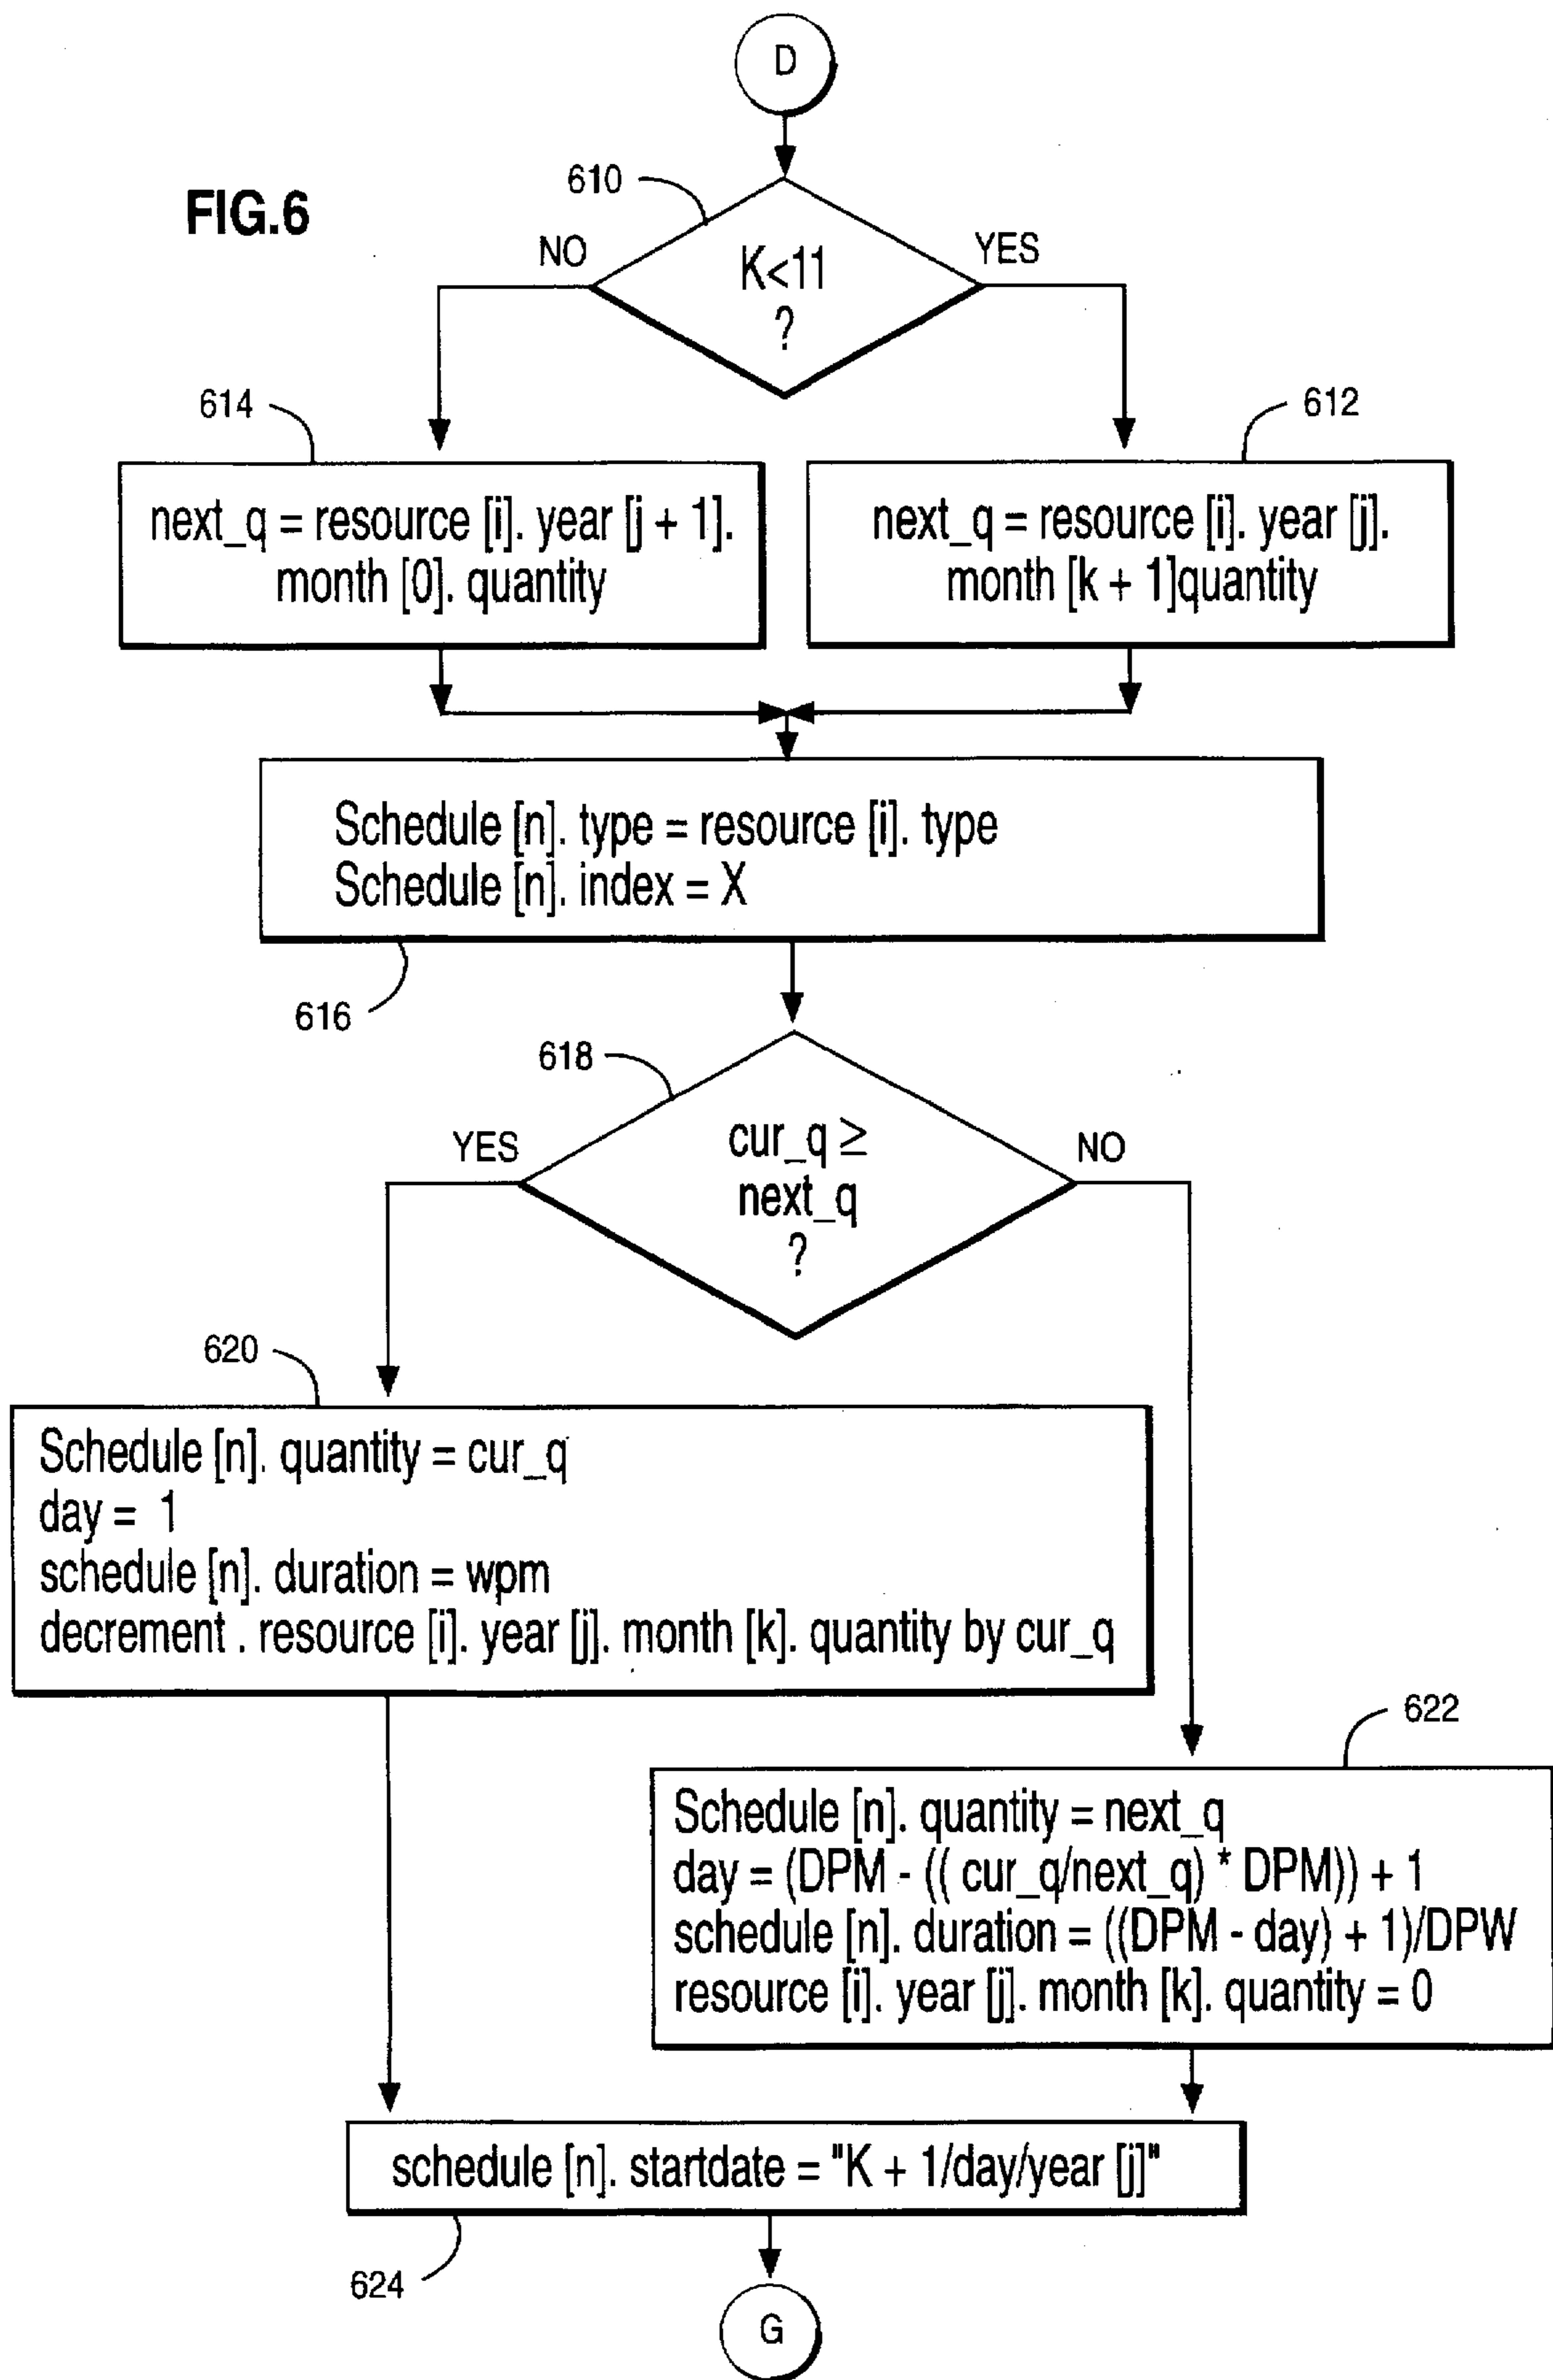 D
FIG.6
610
NO
YES
K<11
?
614
612
next_q = resource [i]. year [j + 1].
month [0]. quantity
next_q = resource [i]. year [j].
month [k + 1]quantity
Schedule [n]. type = resource [i]. type
Schedule [n]. index = X
616
618
YES
NO
cur_q ≥
next_q
?
620
Schedule [n]. quantity = cur_q
day = 1
schedule [n]. duration = wpm
decrement . resource [i]. year [j]. month [k]. quantity by cur_q
622
Schedule [n]. quantity = next_q
day = (DPM - (( cur_q/next_q) * DPM)) + 1
schedule [n]. duration = ((DPM - day) + 1)/DPW
resource [i]. year [j]. month [k]. quantity = 0
schedule [n]. startdate = "K + 1/day/year [j]"
624
G